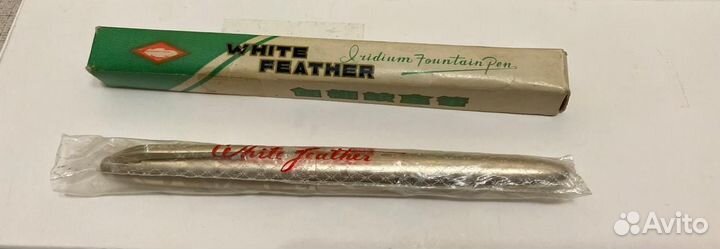 WHITE
FEATHER
Iridium Fountain Pen
White Feather
Avito